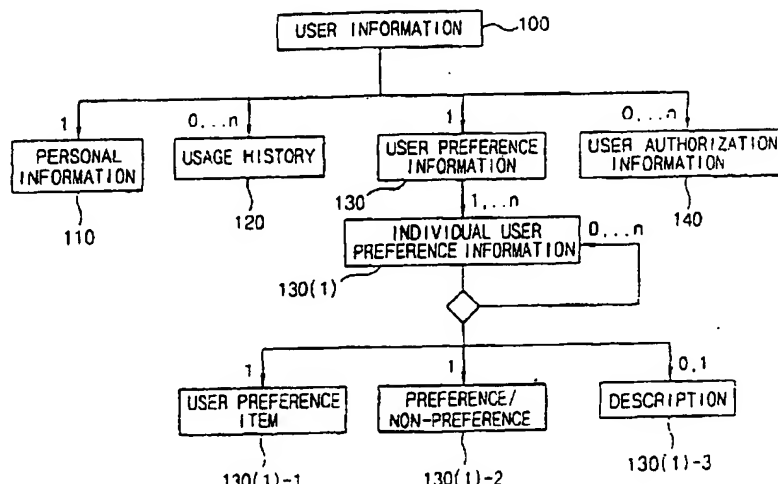 USER INFORMATION
100
1
0,...n
1
0,...n
PERSONAL
INFORMATION
USAGE HISTORY
USER PREFERENCE
INFORMATION
USER AUTHORIZATION
INFORMATION
110
120
130
140
1,...n
INDIVIDUAL USER
PREFERENCE INFORMATION
0,...n
130(1)
1
1
0,1
USER PREFERENCE
ITEM
PREFERENCE/
NON-PREFERENCE
DESCRIPTION
130(1)-1
130(1)-2
130(1)-3